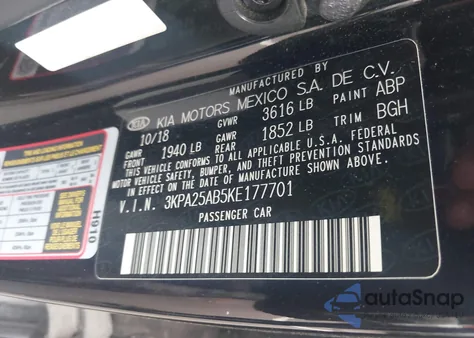 MANUFACTURED BY
KIA KIA MOTORS MEXICO S.A. DE C.V.
10/18 GVWR 3616 LB PAINT ABP
GAWR FRONT 1940 LB GAWR REAR 1852 LB TRIM BGH
THIS VEHICLE CONFORMS TO ALL APPLICABLE U.S.A. FEDERAL
MOTOR VEHICLE SAFETY, BUMPER, AND THEFT PREVENTION
STANDARDS IN EFFECT ON THE DATE OF MANUFACTURE SHOWN ABOVE.
V.I.N. 3KPA25AB5KE177701
PASSENGER CAR
H910
autoSnap